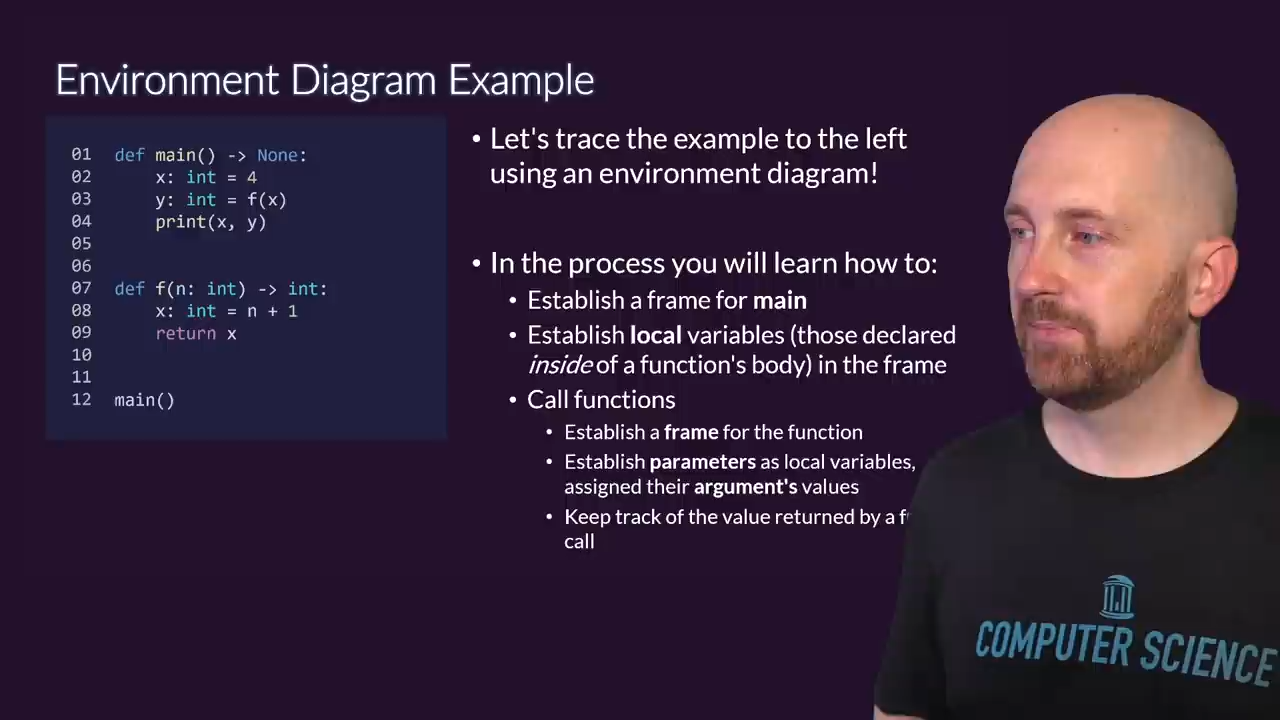 Environment Diagram Example
01 def main() -> None:
02     x: int = 4
03     y: int = f(x)
04     print(x, y)
05
06
07 def f(n: int) -> int:
08     x: int = n + 1
09     return x
10
11
12 main()
• Let's trace the example to the left
using an environment diagram!
• In the process you will learn how to:
• Establish a frame for main
• Establish local variables (those declared
inside of a function's body) in the frame
• Call functions
• Establish a frame for the function
• Establish parameters as local variables,
assigned their argument's values
• Keep track of the value returned by a
call
COMPUTER SCIENCE